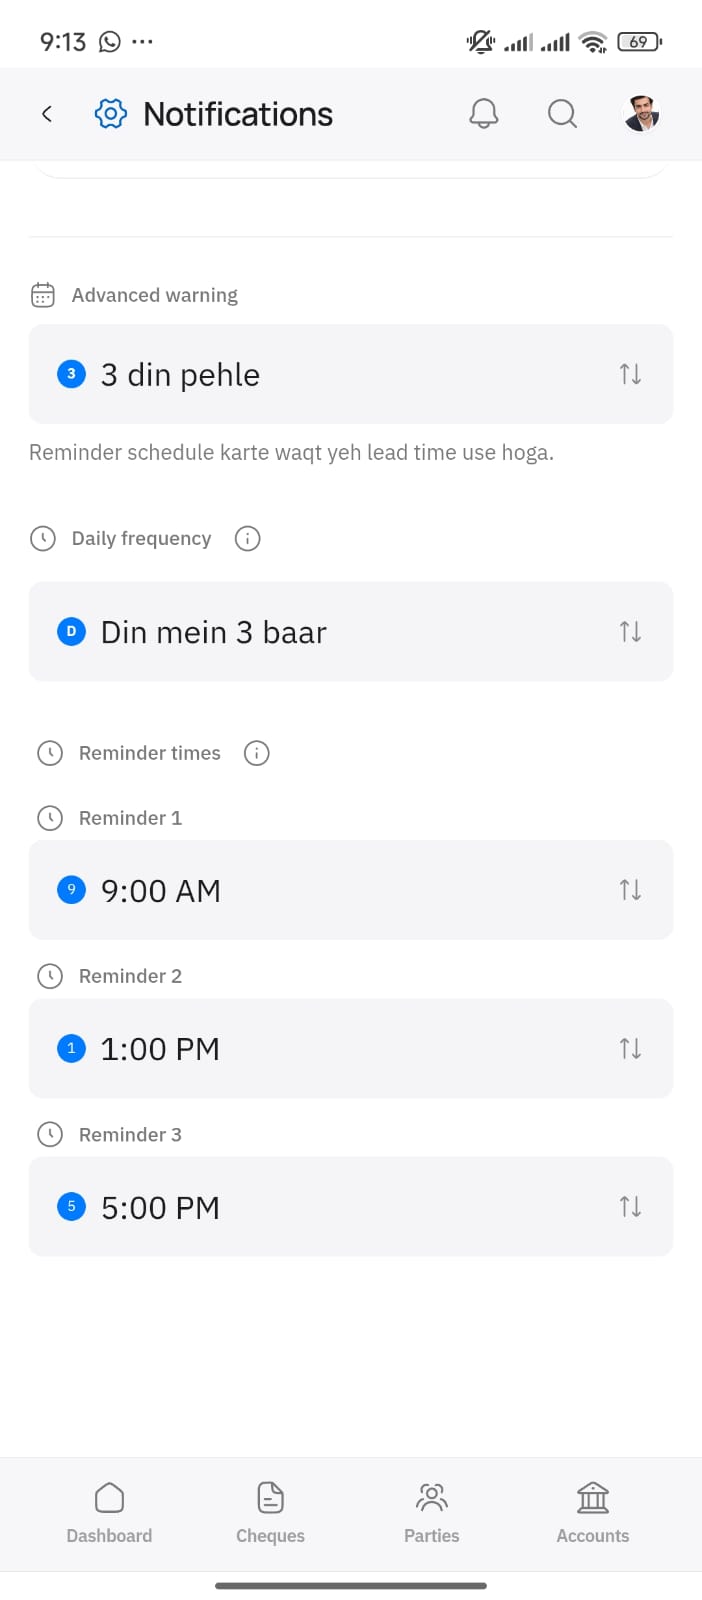 9:13
69
Notifications
Advanced warning
3 3 din pehle
Reminder schedule karte waqt yeh lead time use hoga.
Daily frequency
D Din mein 3 baar
Reminder times
Reminder 1
9 9:00 AM
Reminder 2
1 1:00 PM
Reminder 3
5 5:00 PM
Dashboard Cheques Parties Accounts